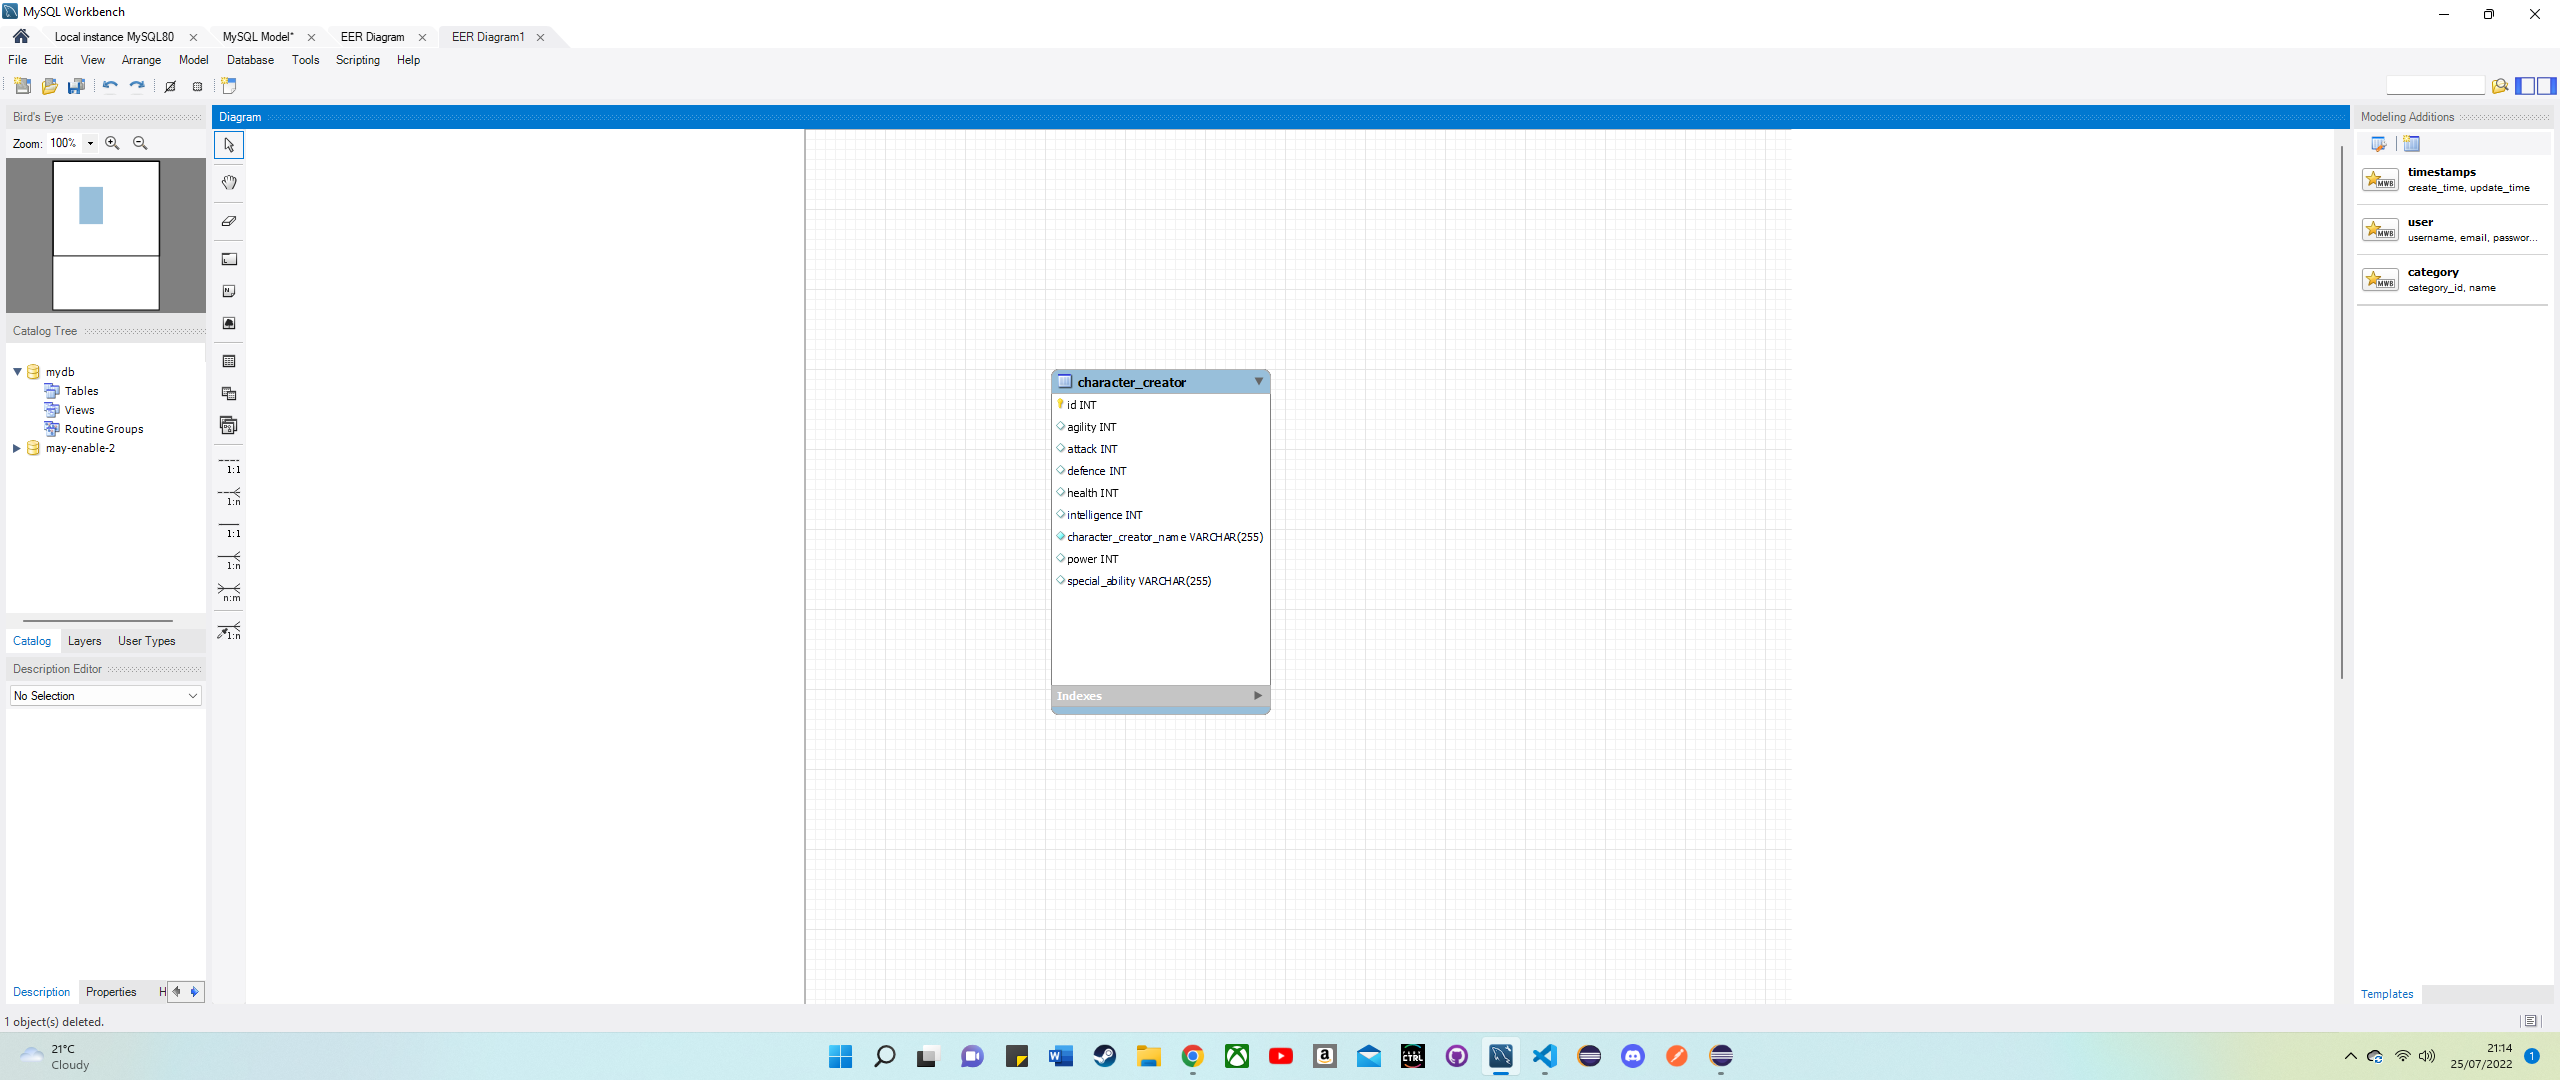 MySQL Workbench
Local instance MySQL80
MySQL Model*
EER Diagram
EER Diagram1
File Edit View Arrange Model Database Tools Scripting Help
Bird's Eye
Diagram
Modeling Additions
Zoom: 100%
timestamps
create_time, update_time
user
username, email, passwor...
category
category_id, name
Catalog Tree
mydb
Tables
Views
Routine Groups
may-enable-2
1:1
1:n
1:1
1:n
n:m
1:n
character_creator
id INT
agility INT
attack INT
defence INT
health INT
intelligence INT
character_creator_name VARCHAR(255)
power INT
special_ability VARCHAR(255)
Indexes
Catalog Layers User Types
Description Editor
No Selection
Description Properties H
Templates
1 object(s) deleted.
21°C
Cloudy
21:14
25/07/2022
1